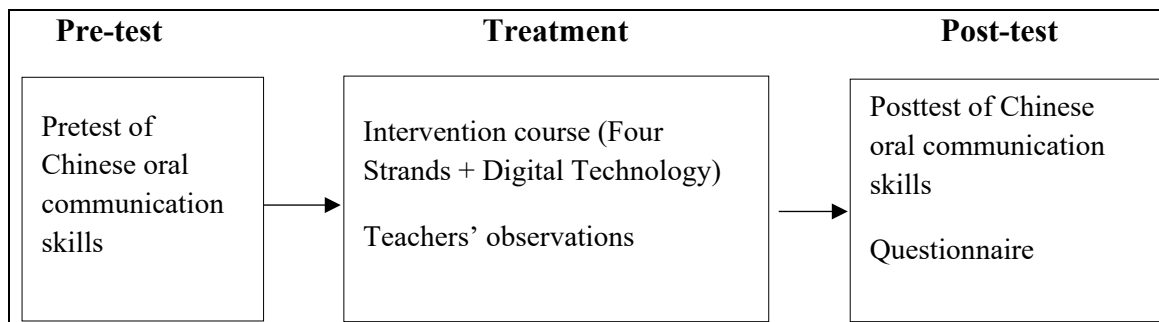 Pre-test
Treatment
Post-test
Pretest of
Chinese oral
communication
skills
Intervention course (Four
Strands + Digital Technology)
Teachers’ observations
Posttest of Chinese
oral communication
skills
Questionnaire